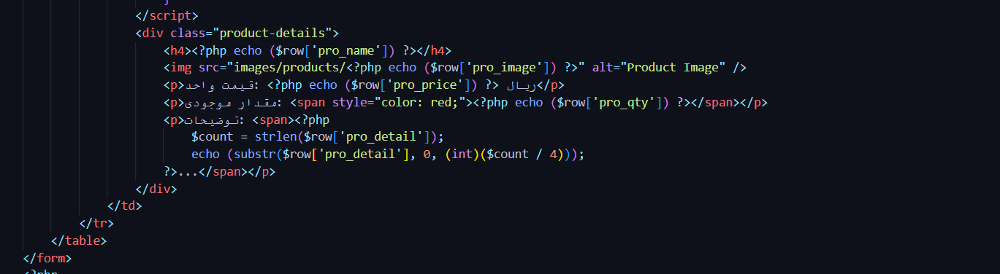 </script>
<div class="product-details">
<h4><?php echo ($row['pro_name']) ?></h4>
<img src="images/products/<?php echo ($row['pro_image']) ?>" alt="Product Image" />
<p>قیمت واحد: <?php echo ($row['pro_price']) ?> ریال</p>
<p>مقدار موجودی: <span style="color: red;"><?php echo ($row['pro_qty']) ?></span></p>
<p>توضیحات: <span><?php
$count = strlen($row['pro_detail']);
echo (substr($row['pro_detail'], 0, (int)($count / 4)));
?>...</span></p>
</div>
</td>
</tr>
</table>
</form>
<?php